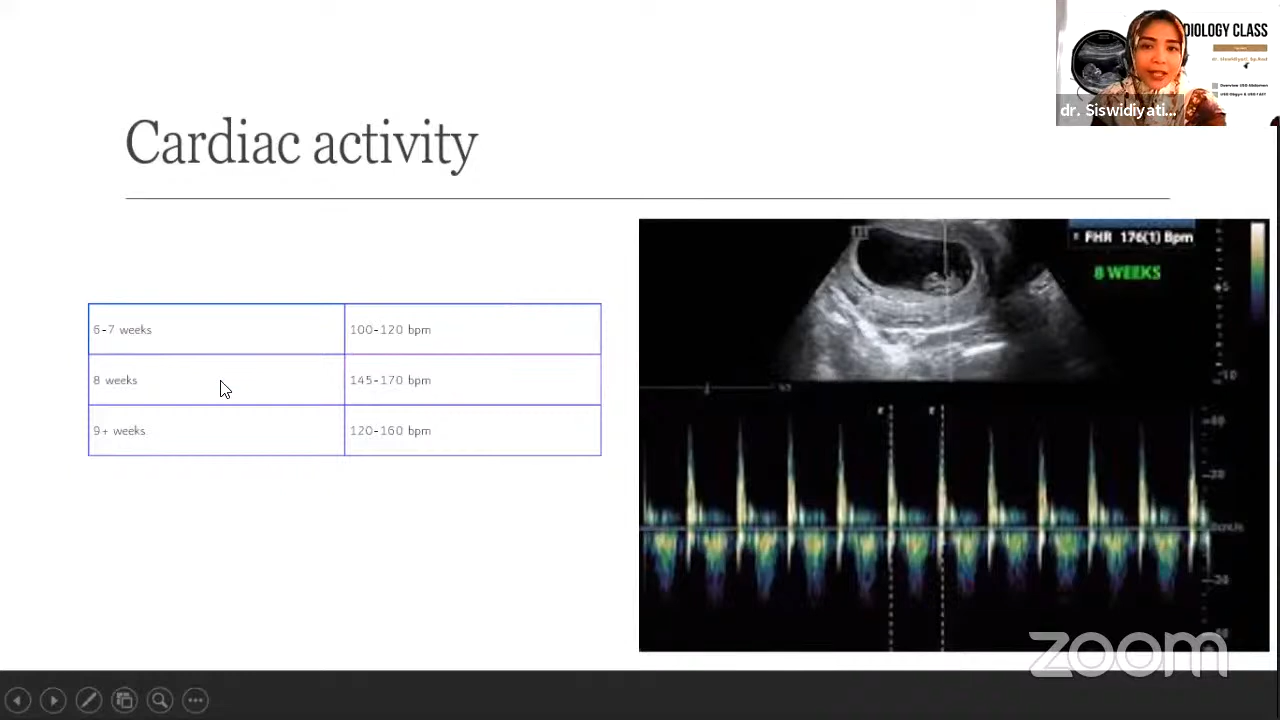 DIOLOGY CLASS
dr. Siswidiyati...
Cardiac activity
6-7 weeks 100-120 bpm
8 weeks 145-170 bpm
9+ weeks 120-160 bpm
FHR 176(1) Bpm
8 WEEKS
zoom